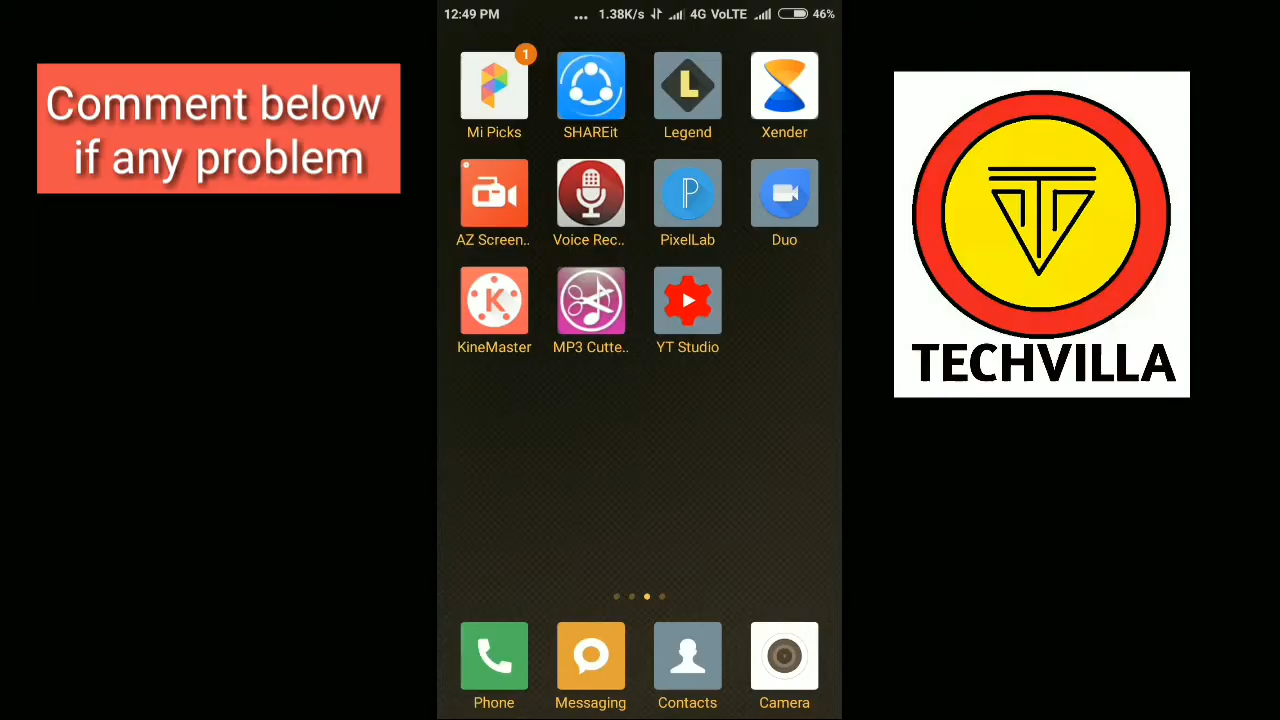 Comment below
if any problem
12:49 PM ... 1.38K/s 4G VoLTE 46%
1
Mi Picks SHAREit Legend Xender
L
AZ Screen.. Voice Rec.. PixelLab Duo
P
KineMaster MP3 Cutte.. YT Studio
K
Phone Messaging Contacts Camera
TECHVILLA